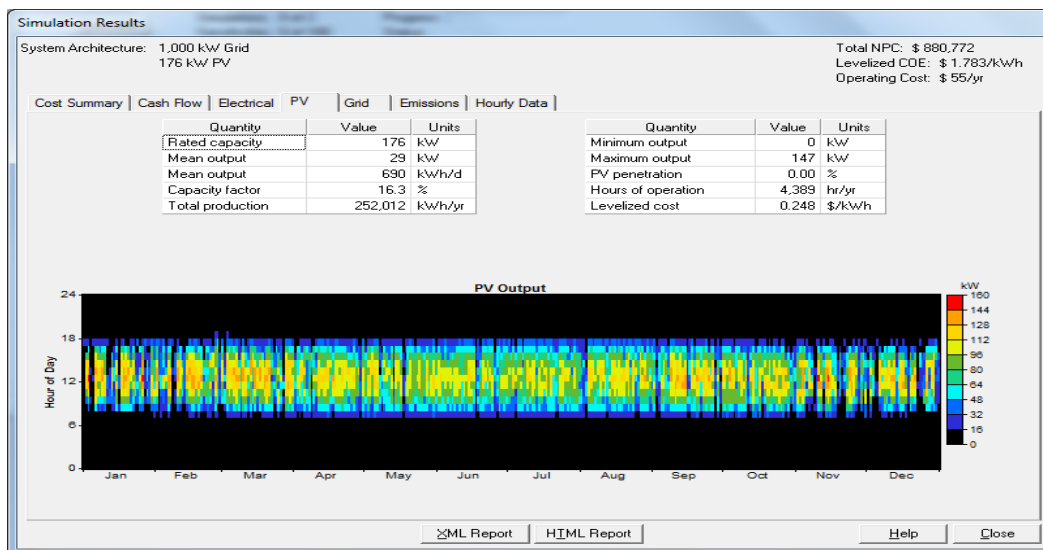 Simulation Results
System Architecture: 1,000 kW Grid
176 kW PV
Total NPC: $ 880,772
Levelized COE: $ 1.783/kWh
Operating Cost: $ 55/yr
Cost Summary Cash Flow Electrical PV Grid Emissions Hourly Data
Quantity Value Units
Rated capacity 176 kW
Mean output 29 kW
Mean output 690 kWh/d
Capacity factor 16.3 %
Total production 252,012 kWh/yr
Quantity Value Units
Minimum output 0 kW
Maximum output 147 kW
PV penetration 0.00 %
Hours of operation 4,389 hr/yr
Levelized cost 0.248 $/kWh
PV Output
Hour of Day
24
18
12
6
0
Jan Feb Mar Apr May Jun Jul Aug Sep Oct Nov Dec
kW
160
144
128
112
96
80
64
48
32
16
0
XML Report HTML Report Help Close